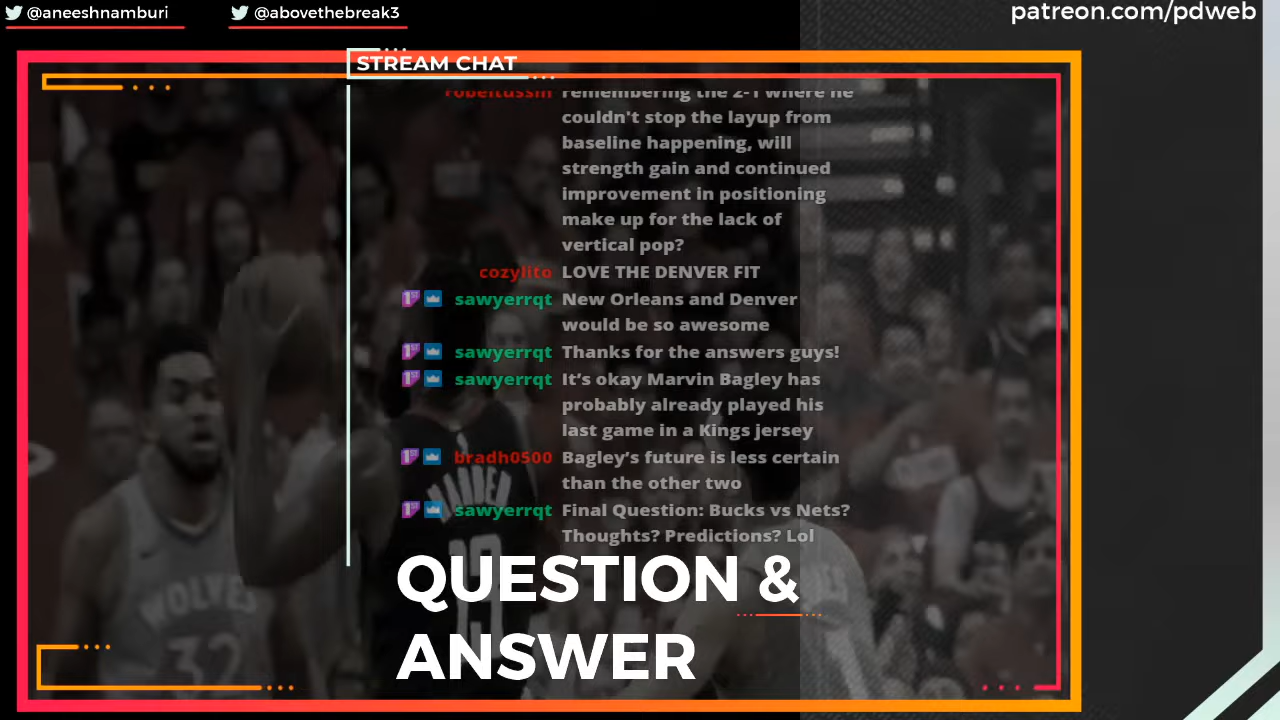 @aneeshnamburi
@abovethebreak3
patreon.com/pdweb
STREAM CHAT
remembering the 2-1 where he
couldn't stop the layup from
baseline happening, will
strength gain and continued
improvement in positioning
make up for the lack of
vertical pop?
cozylito LOVE THE DENVER FIT
sawyerrqt New Orleans and Denver
would be so awesome
sawyerrqt Thanks for the answers guys!
sawyerrqt It's okay Marvin Bagley has
probably already played his
last game in a Kings jersey
bradh0500 Bagley's future is less certain
than the other two
sawyerrqt Final Question: Bucks vs Nets?
Thoughts? Predictions? Lol
QUESTION &
ANSWER
WOLVES
32